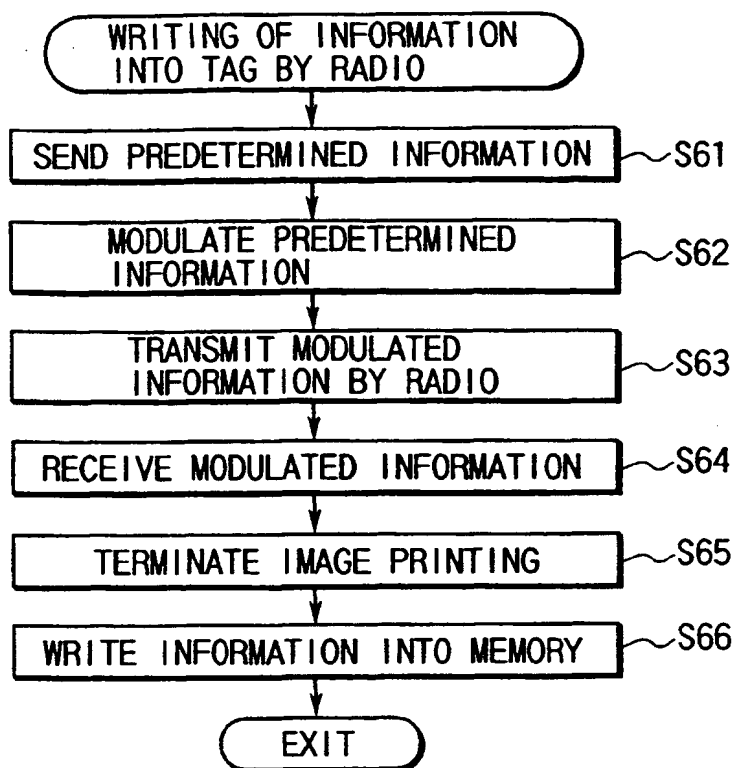 WRITING OF INFORMATION
INTO TAG BY RADIO
SEND PREDETERMINED INFORMATION
S61
MODULATE PREDETERMINED
INFORMATION
S62
TRANSMIT MODULATED
INFORMATION BY RADIO
S63
RECEIVE MODULATED INFORMATION
S64
TERMINATE IMAGE PRINTING
S65
WRITE INFORMATION INTO MEMORY
S66
EXIT